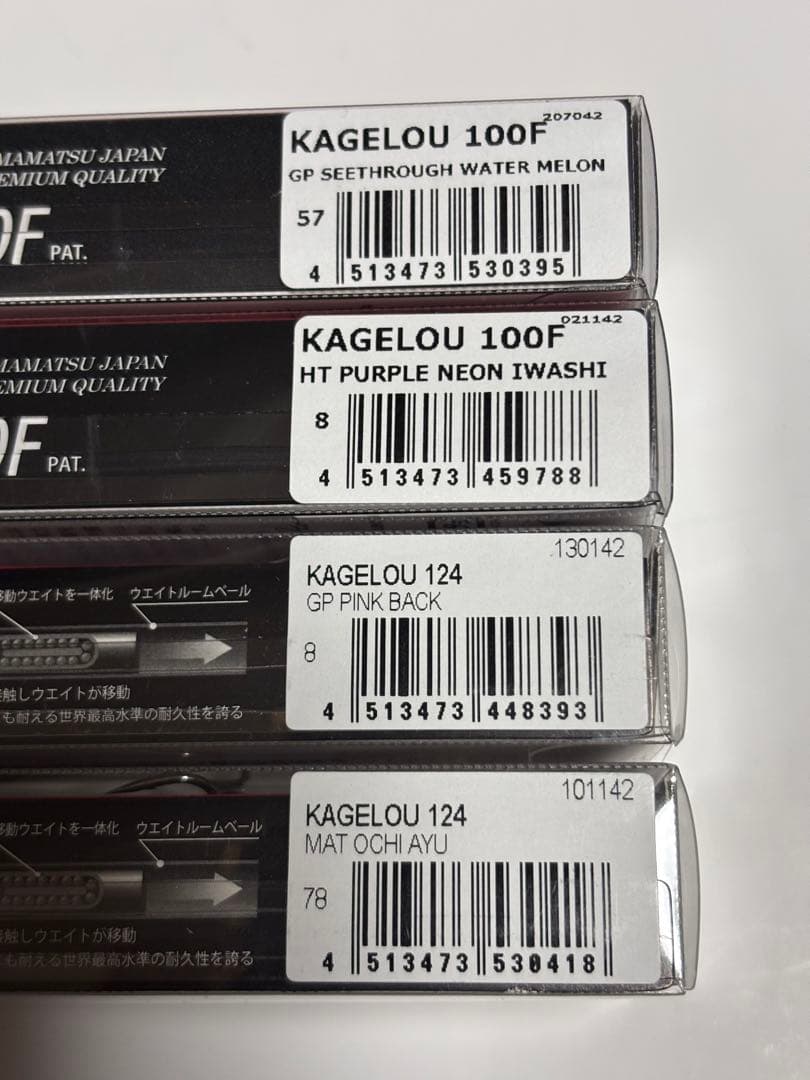 MAMATSU JAPAN
EMIUM QUALITY
0F PAT.
207042
KAGELOU 100F
GP SEETHROUGH WATER MELON
57
4 513473 530395
MAMATSU JAPAN
EMIUM QUALITY
0F PAT.
021142
KAGELOU 100F
HT PURPLE NEON IWASHI
8
4 513473 459788
移動ウエイトを一体化 ウエイトルームベール
接触しウエイトが移動
も耐える世界最高水準の耐久性を誇る
130142
KAGELOU 124
GP PINK BACK
8
4 513473 448393
移動ウエイトを一体化 ウエイトルームベール
接触しウエイトが移動
も耐える世界最高水準の耐久性を誇る
101142
KAGELOU 124
MAT OCHI AYU
78
4 513473 530418